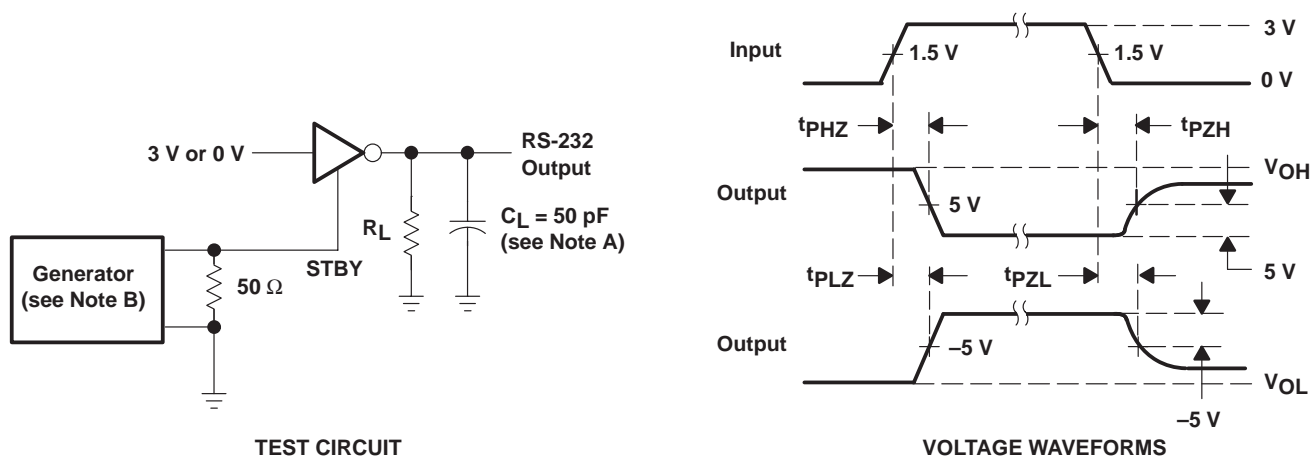 3 V or 0 V
RS-232
Output
RL
CL = 50 pF
(see Note A)
STBY
Generator
(see Note B)
50 Ω
TEST CIRCUIT
Input
1.5 V
1.5 V
3 V
0 V
tPHZ
tPZH
VOH
Output
5 V
5 V
tPLZ
tPZL
Output
–5 V
VOL
–5 V
VOLTAGE WAVEFORMS